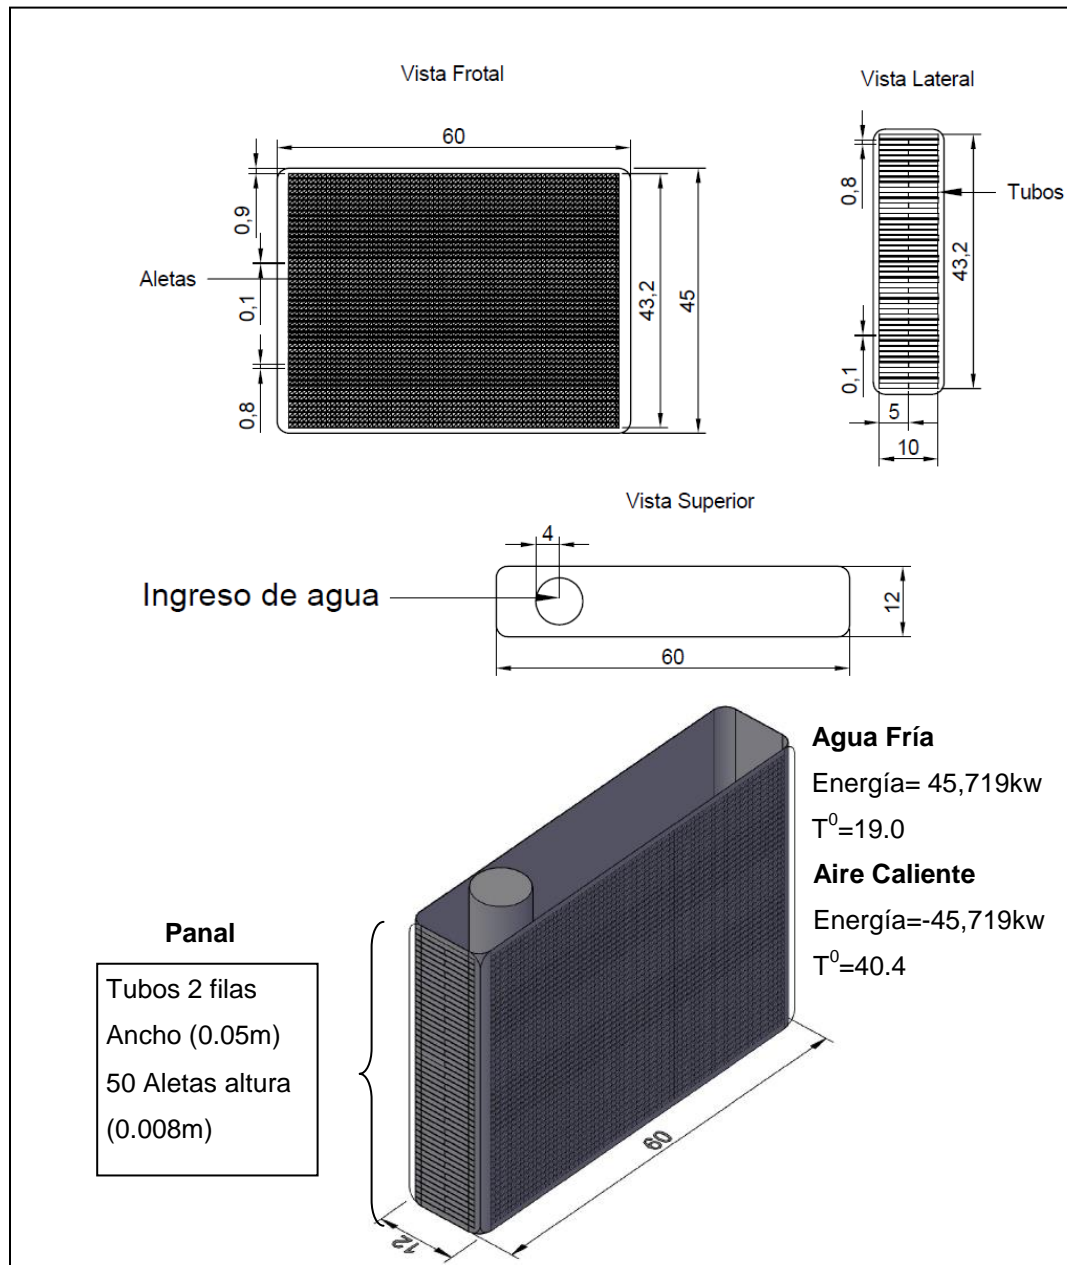 Vista Frotal
Vista Lateral
60
0,9
Aletas
0,1
0,8
43,2
45
0,8
Tubos
43,2
0,1
5
10
Vista Superior
4
Ingreso de agua
12
60
Agua Fría
Energía= 45,719kw
T⁰=19.0
Aire Caliente
Energía=-45,719kw
T⁰=40.4
Panal
Tubos 2 filas
Ancho (0.05m)
50 Aletas altura
(0.008m)
60
12